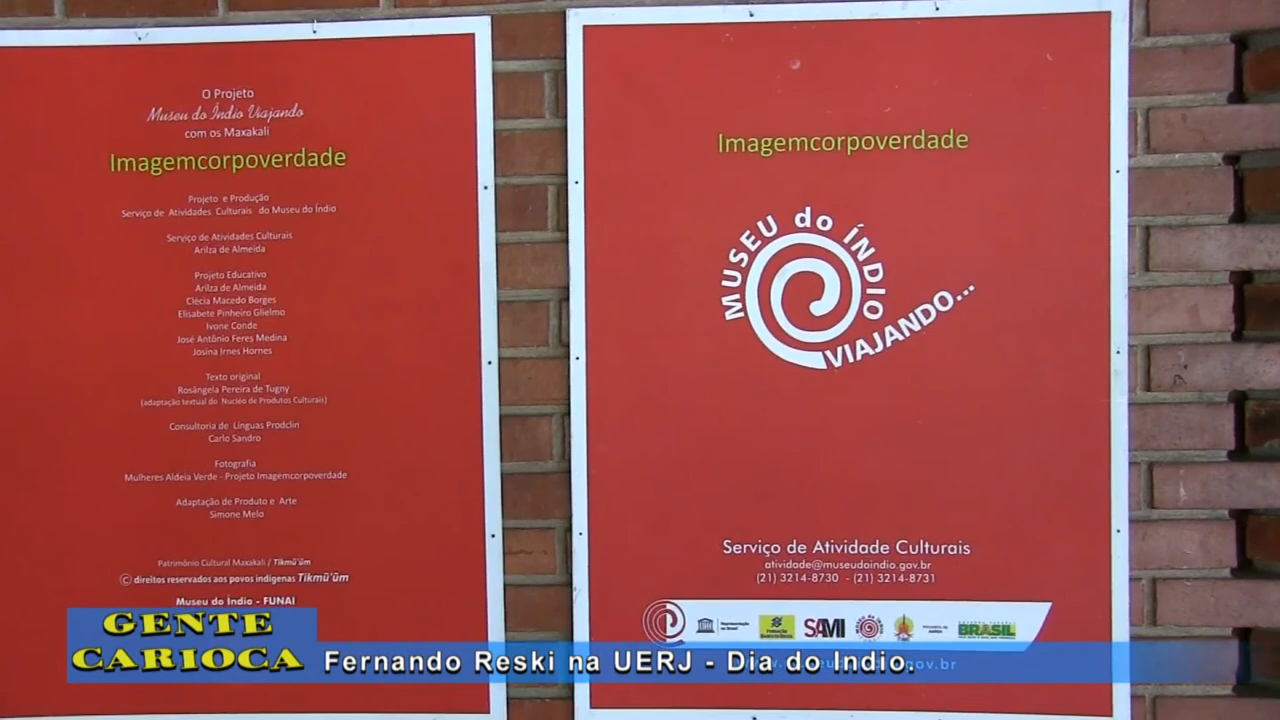 O Projeto
Museu do Índio Viajando
com os Maxakali
Imagemcorpoverdade
Projeto e Produção
Serviço de Atividades Culturais do Museu do Índio
Serviço de Atividades Culturais
Arilza de Almeida
Projeto Educativo
Arilza de Almeida
Clécia Macedo Borges
Elisabete Pinheiro Glielmo
Ivone Conde
José Antônio Feres Medina
Josina Irnes Hornes
Texto original
Rosângela Pereira de Tugny
(adaptação textual do Nucléo de Produtos Culturais)
Consultoria de Línguas Prodclin
Carlo Sandro
Fotografia
Mulheres Aldeia Verde - Projeto Imagemcorpoverdade
Adaptação de Produto e Arte
Simone Melo
Patrimônio Cultural Maxakali / Tikmũ'ũm
© direitos reservados aos povos indígenas Tikmũ'ũm
Museu do Índio - FUNAI
Imagemcorpoverdade
MUSEU do ÍNDIO
VIAJANDO...
Serviço de Atividade Culturais
atividade@museudoindio.gov.br
(21) 3214-8730 - (21) 3214-8731
SAMI
BRASIL
GENTE
CARIOCA
Fernando Reski na UERJ - Dia do Indio.